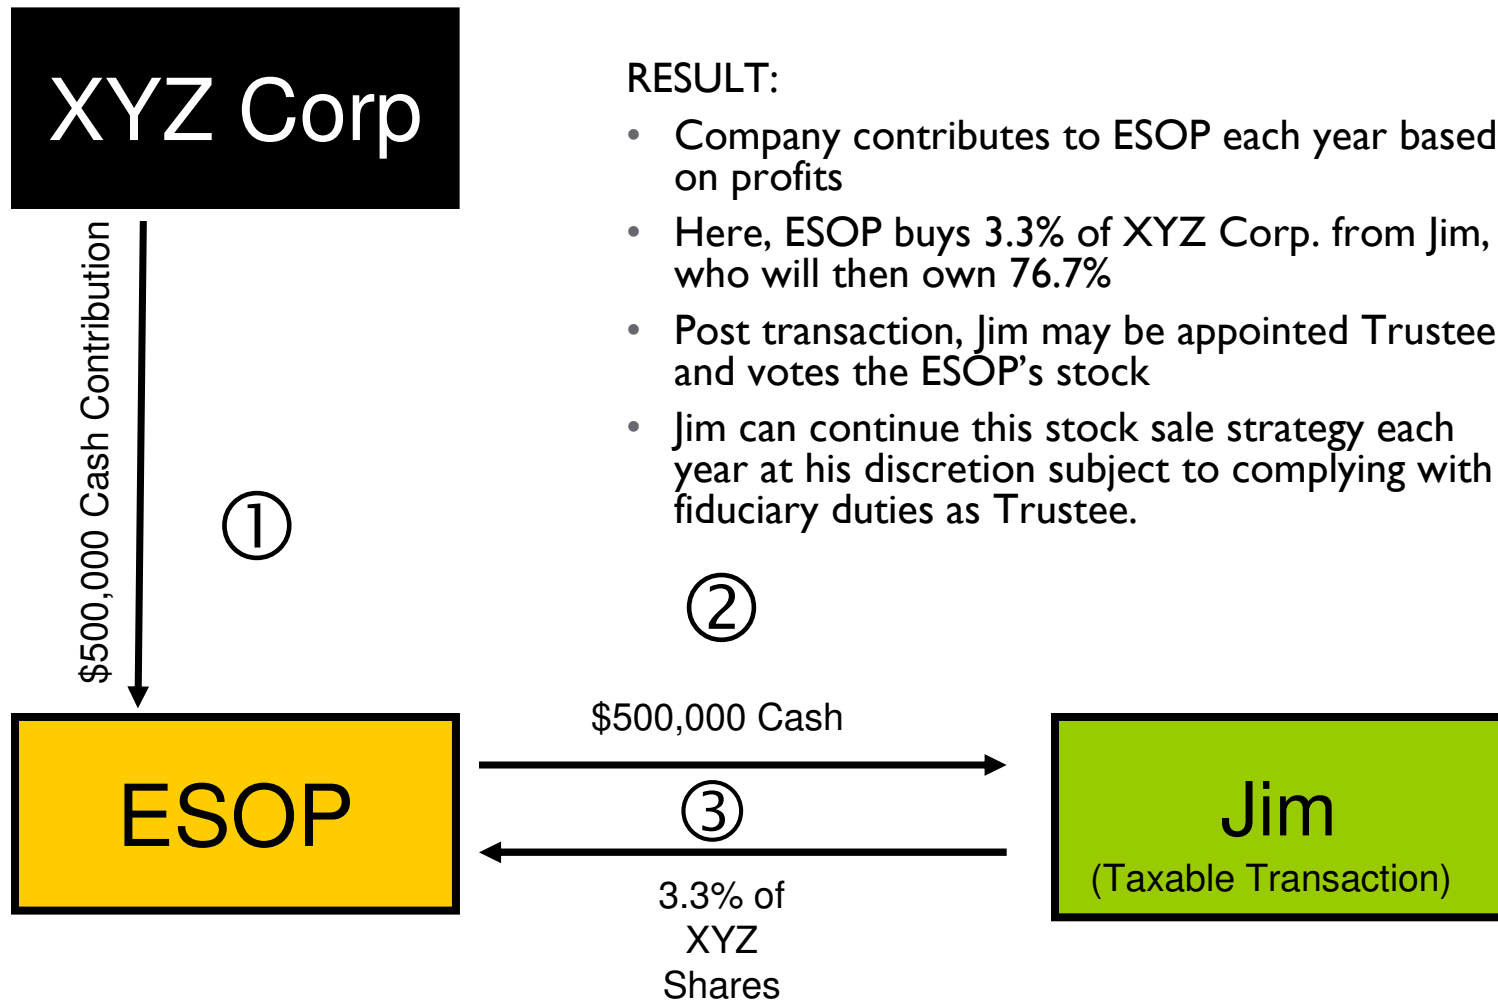 XYZ Corp
RESULT:
• Company contributes to ESOP each year based
on profits
• Here, ESOP buys 3.3% of XYZ Corp. from Jim,
who will then own 76.7%
• Post transaction, Jim may be appointed Trustee
and votes the ESOP’s stock
• Jim can continue this stock sale strategy each
year at his discretion subject to complying with
fiduciary duties as Trustee.
$500,000 Cash Contribution
①
②
$500,000 Cash
③
ESOP
Jim
(Taxable Transaction)
3.3% of
XYZ
Shares